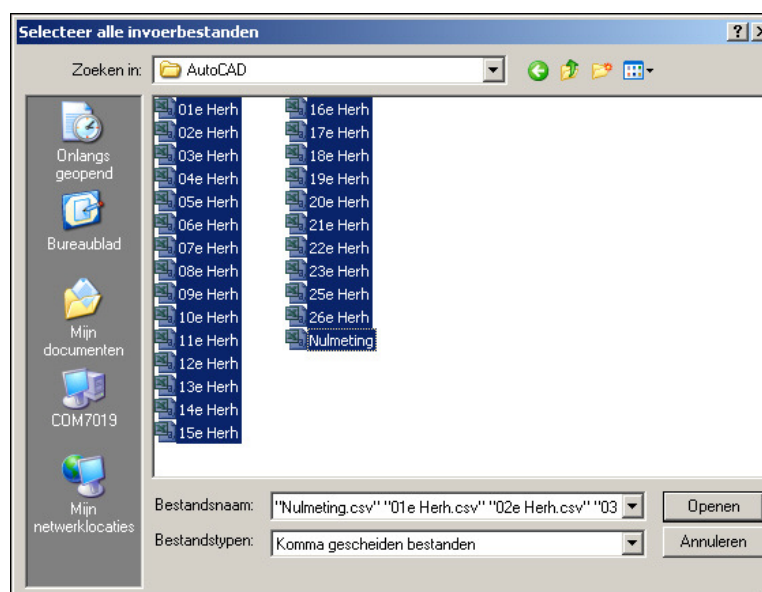 Selecteer alle invoerbestanden
Zoeken in:
AutoCAD
Onlangs
geopend
Bureaublad
Mijn
documenten
COM7019
Mijn
netwerklocaties
01e Herh
02e Herh
03e Herh
04e Herh
05e Herh
06e Herh
07e Herh
08e Herh
09e Herh
10e Herh
11e Herh
12e Herh
13e Herh
14e Herh
15e Herh
16e Herh
17e Herh
18e Herh
19e Herh
20e Herh
21e Herh
22e Herh
23e Herh
25e Herh
26e Herh
Nulmeting
Bestandsnaam: "Nulmeting.csv" "01e Herh.csv" "02e Herh.csv" "03
Openen
Bestandstypen: Komma gescheiden bestanden
Annuleren